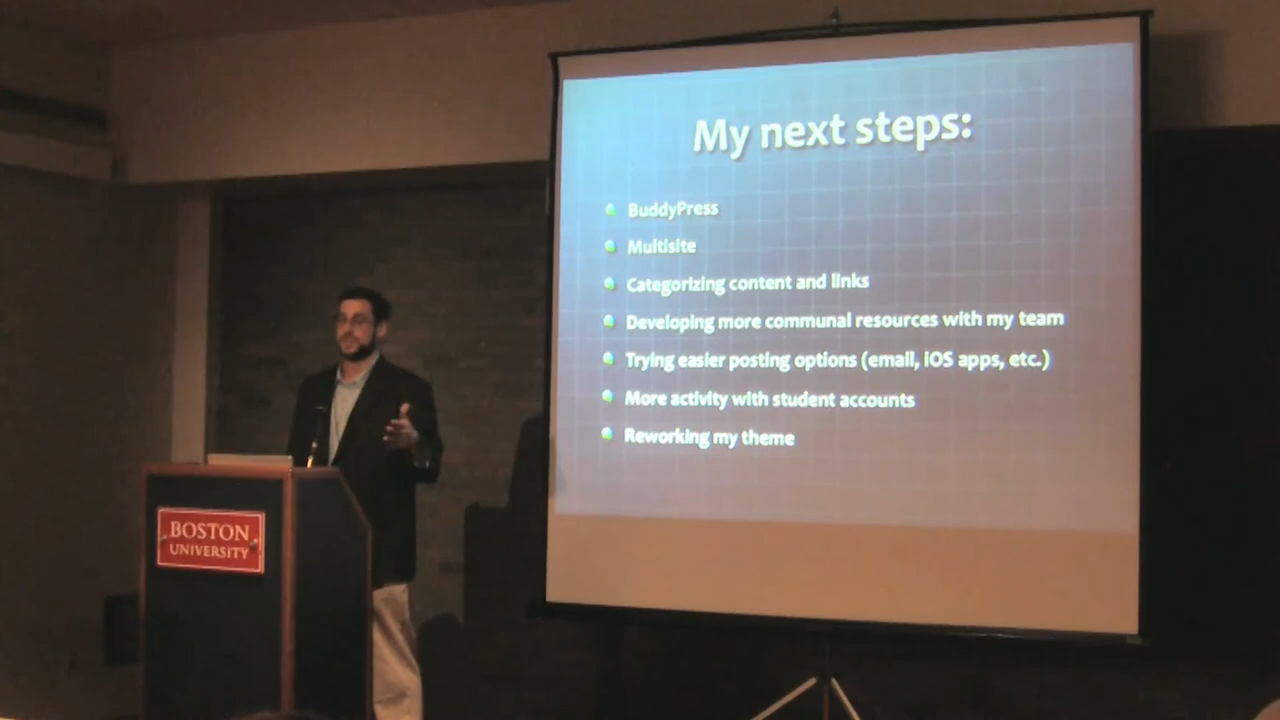 My next steps:
BuddyPress
Multisite
Categorizing content and links
Developing more communal resources with my team
Trying easier posting options (email, iOS apps, etc.)
More activity with student accounts
Reworking my theme
BOSTON
UNIVERSITY